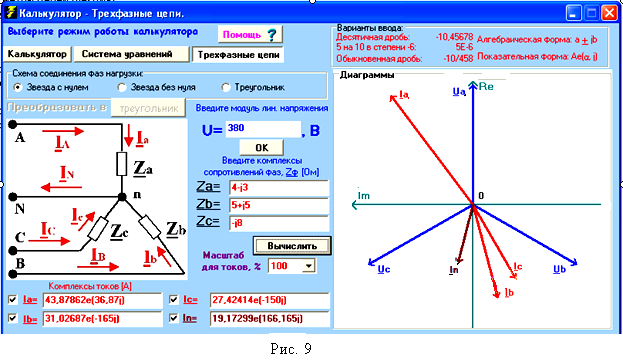 Калькулятор - Трехфазные цепи.
Выберите режим работы калькулятора
Помощь ?
Калькулятор Система уравнений Трехфазные цепи
Схема соединения фаз нагрузки:
Звезда с нулем Звезда без нуля Треугольник
Преобразовать в треугольник
Варианты ввода:
Десятичная дробь: -10,45678
5 на 10 в степени -6: 5E-6
Обыкновенная дробь: -10/458
Алгебраическая форма: a ± jb
Показательная форма: Ae(α, j)
Введите модуль лин. напряжения
U= 380 , В
OK
Введите комплексы
сопротивлений фаз, Zф [Ом]
Za= 4-j3
Zb= 5+j5
Zc= -j8
Вычислить
Масштаб
для токов, % 100
A IA Ia Za
N IN n
C IC Ic Zc Zb
B IB Ib
Диаграммы
Ia Ua Re
Im 0
Uc In Ic Ub
Ib
Комплексы токов [A]
Ia= 43,87862e(36,87j) Ic= 27,42414e(-150j)
Ib= 31,02687e(-165j) In= 19,17299e(166,165j)
Рис. 9